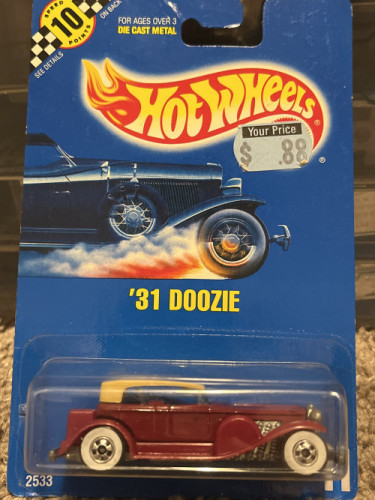 SPEED
10
POINTS
SEE DETAILS
ON BACK
FOR AGES OVER 3
DIE CAST METAL
HOT WHEELS
®
Your Price
$ .88
'31 DOOZIE
2533